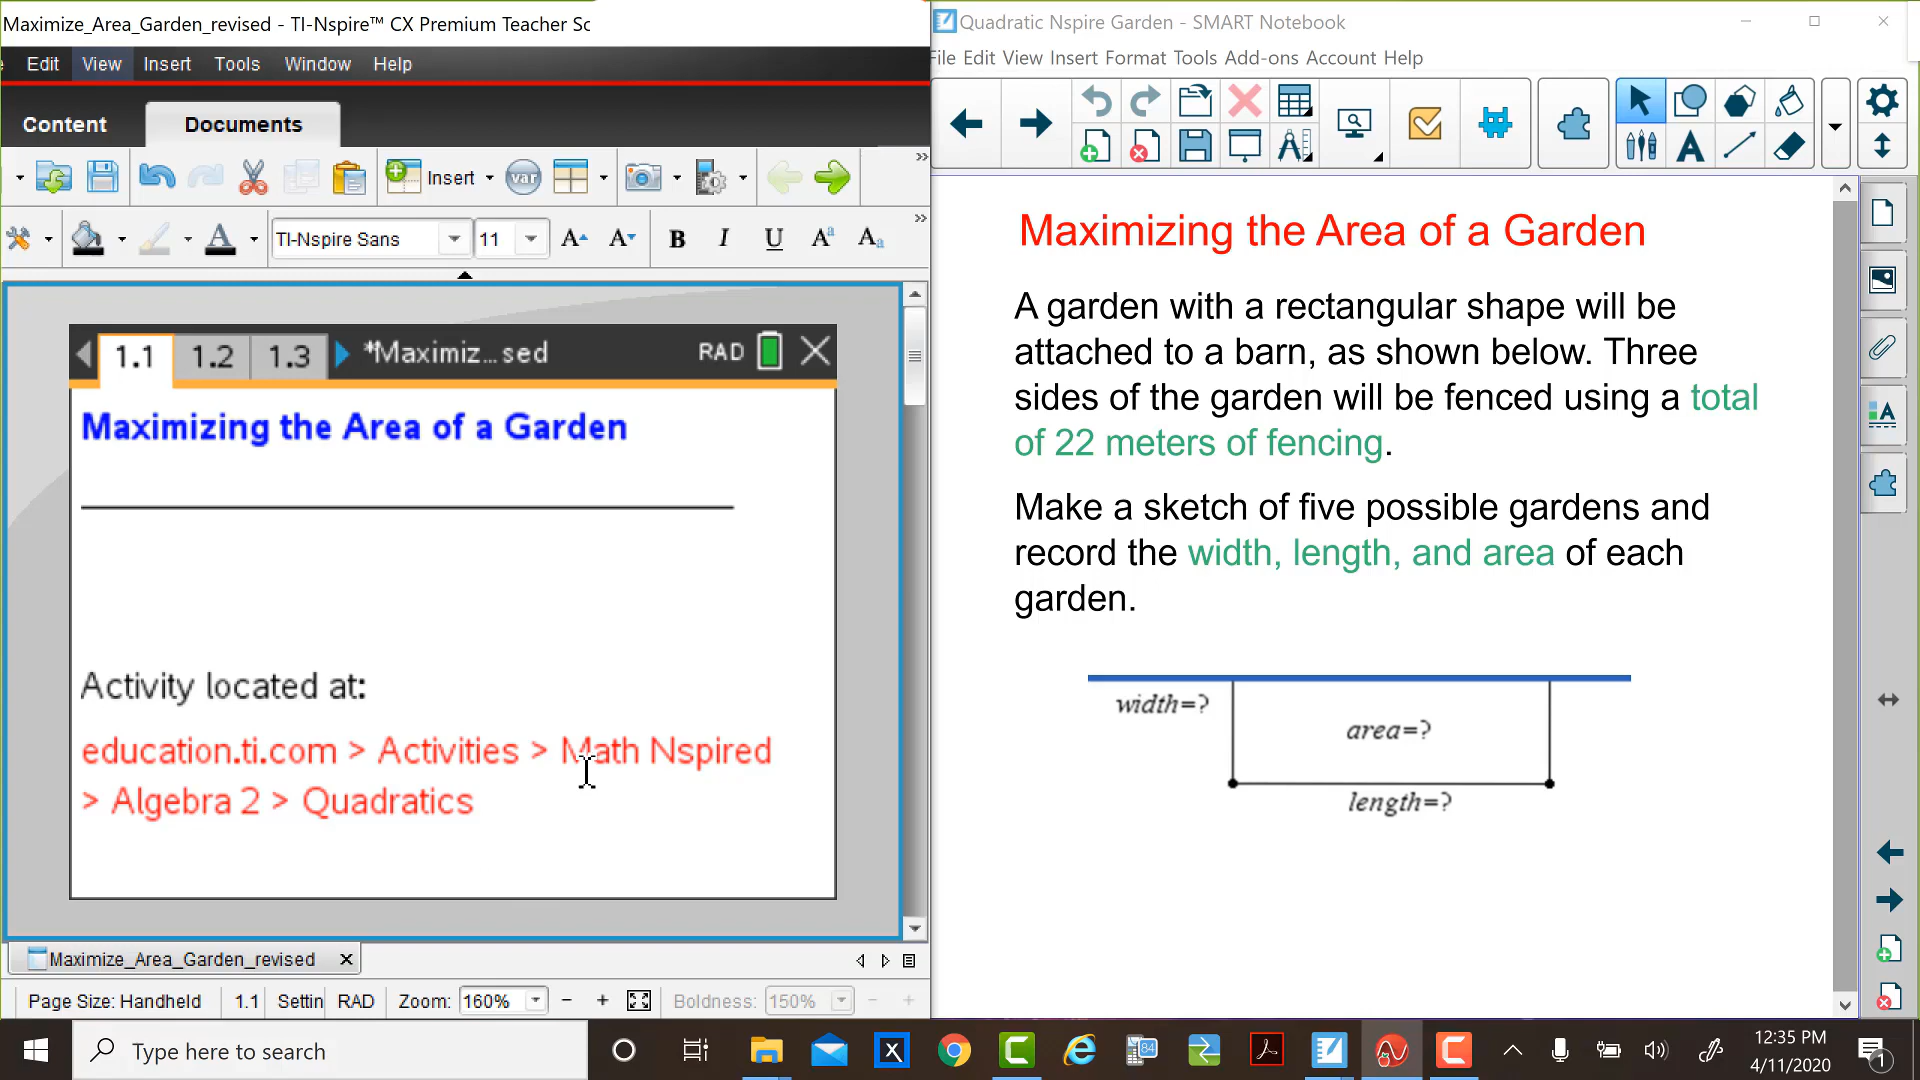 Maximize_Area_Garden_revised - TI-Nspire™ CX Premium Teacher Sc
Edit View Insert Tools Window Help
Content Documents
Insert var
TI-Nspire Sans 11 B I U
1.1 1.2 1.3 *Maximiz...sed RAD
Maximizing the Area of a Garden
Activity located at:
education.ti.com > Activities > Math Nspired
> Algebra 2 > Quadratics
Maximize_Area_Garden_revised
Page Size: Handheld 1.1 Settin RAD Zoom: 160% Boldness: 150%
Quadratic Nspire Garden - SMART Notebook
File Edit View Insert Format Tools Add-ons Account Help
Maximizing the Area of a Garden
A garden with a rectangular shape will be
attached to a barn, as shown below. Three
sides of the garden will be fenced using a total
of 22 meters of fencing.
Make a sketch of five possible gardens and
record the width, length, and area of each
garden.
width=?
area=?
length=?
Type here to search
12:35 PM
4/11/2020
1